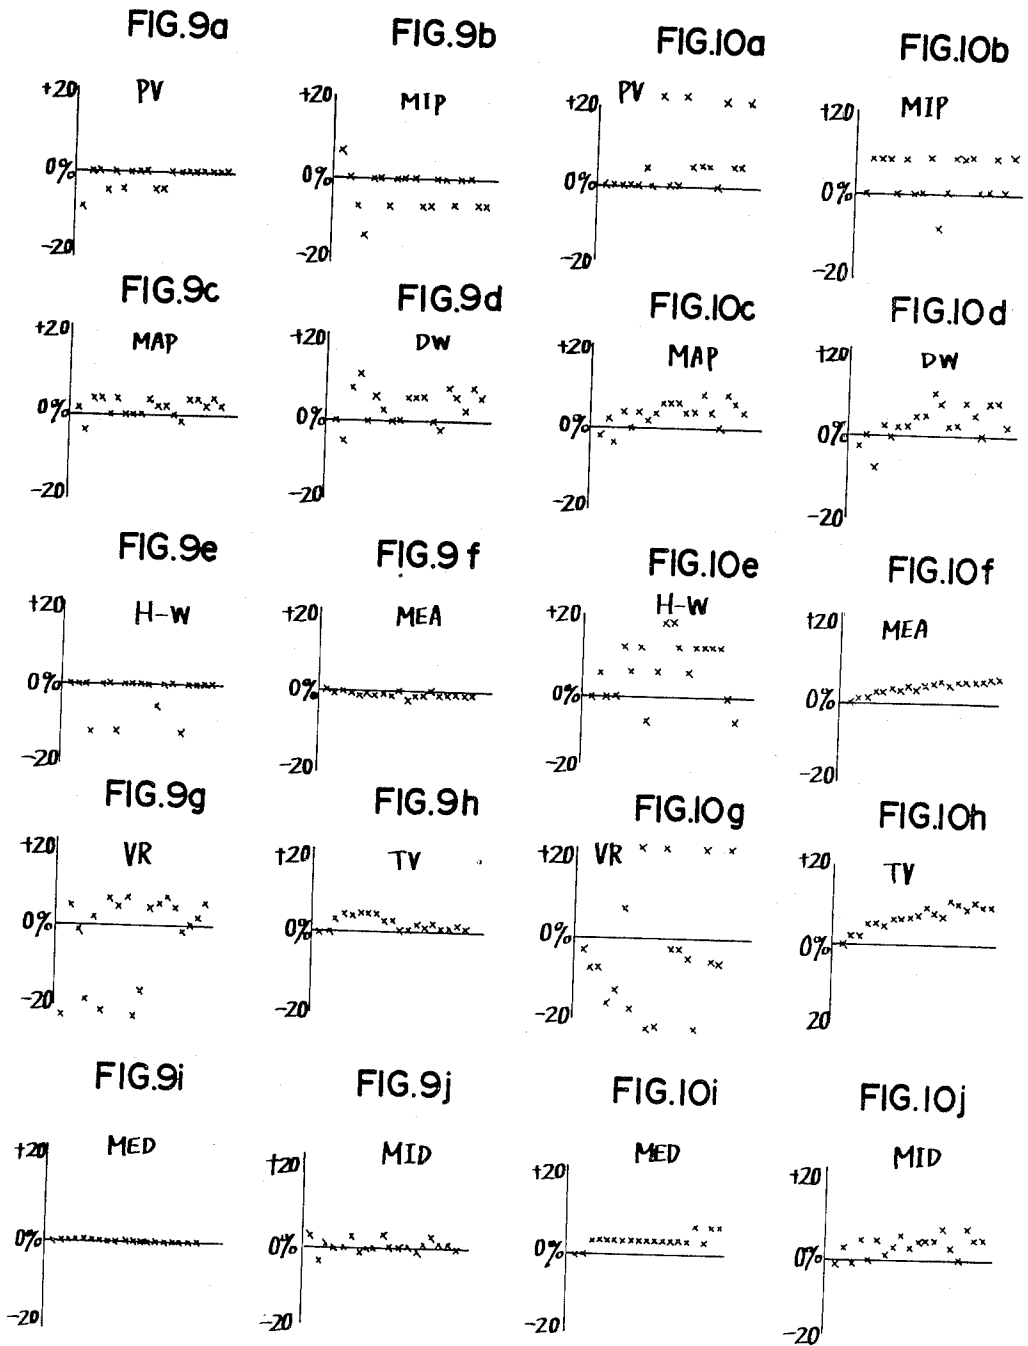 FIG.9a FIG.9b FIG.10a FIG.10b
+20 PV +20 MIP +20 PV +20 MIP
0% 0% 0% 0%
-20 -20 -20 -20
FIG.9c FIG.9d FIG.10c FIG.10d
+20 MAP +20 DW +20 MAP +20 DW
0% 0% 0% 0%
-20 -20 -20 -20
FIG.9e FIG.9f FIG.10e FIG.10f
+20 H-W +20 MEA +20 H-W +20 MEA
0% 0% 0% 0%
-20 -20 -20 -20
FIG.9g FIG.9h FIG.10g FIG.10h
+20 VR +20 TV +20 VR +20 TV
0% 0% 0% 0%
-20 -20 -20 20
FIG.9i FIG.9j FIG.10i FIG.10j
+20 MED +20 MID +20 MED +20 MID
0% 0% 0% 0%
-20 -20 -20 -20